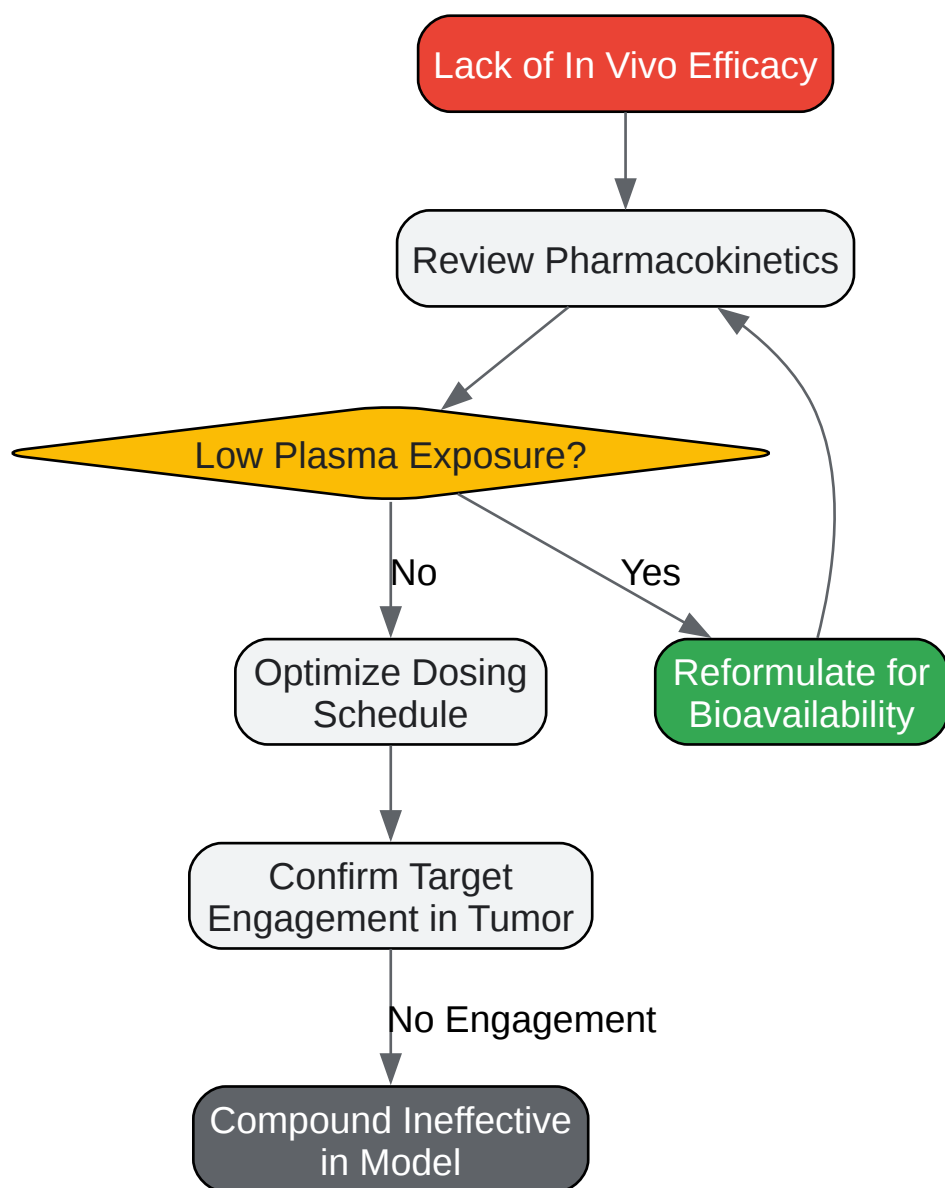 Lack of In Vivo Efficacy
Review Pharmacokinetics
Low Plasma Exposure?
No
Yes
Optimize Dosing
Schedule
Reformulate for
Bioavailability
Confirm Target
Engagement in Tumor
No Engagement
Compound Ineffective
in Model